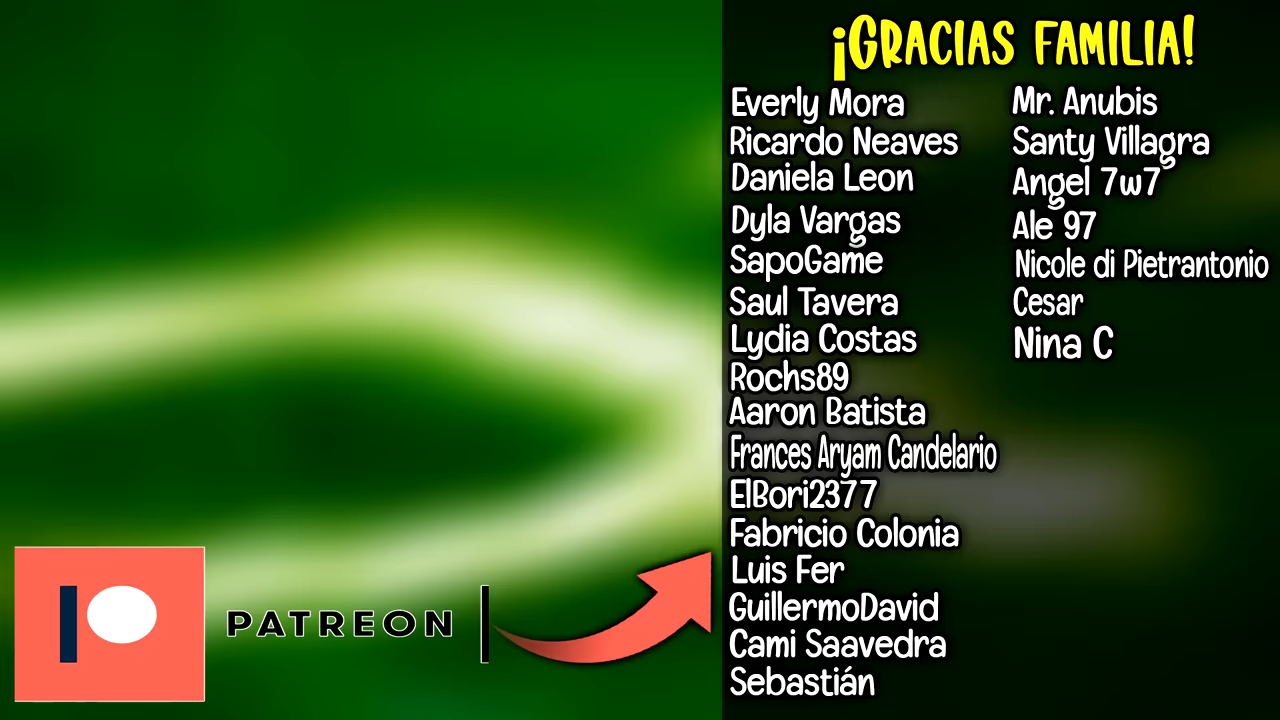 ¡GRACIAS FAMILIA!
Everly Mora
Ricardo Neaves
Daniela Leon
Dyla Vargas
SapoGame
Saul Tavera
Lydia Costas
Rochs89
Aaron Batista
Frances Aryam Candelario
ElBori2377
Fabricio Colonia
Luis Fer
GuillermoDavid
Cami Saavedra
Sebastián
Mr. Anubis
Santy Villagra
Angel 7w7
Ale 97
Nicole di Pietrantonio
Cesar
Nina C
PATREON